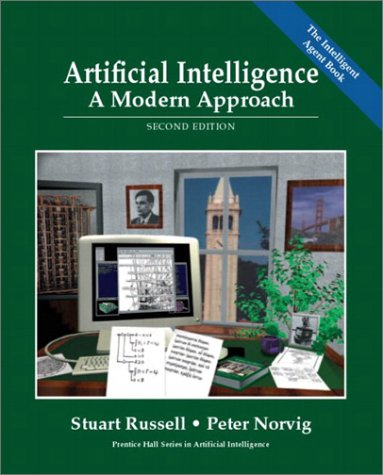 The Intelligent
Agent Book
Artificial Intelligence
A Modern Approach
SECOND EDITION
Stuart Russell • Peter Norvig
Prentice Hall Series in Artificial Intelligence